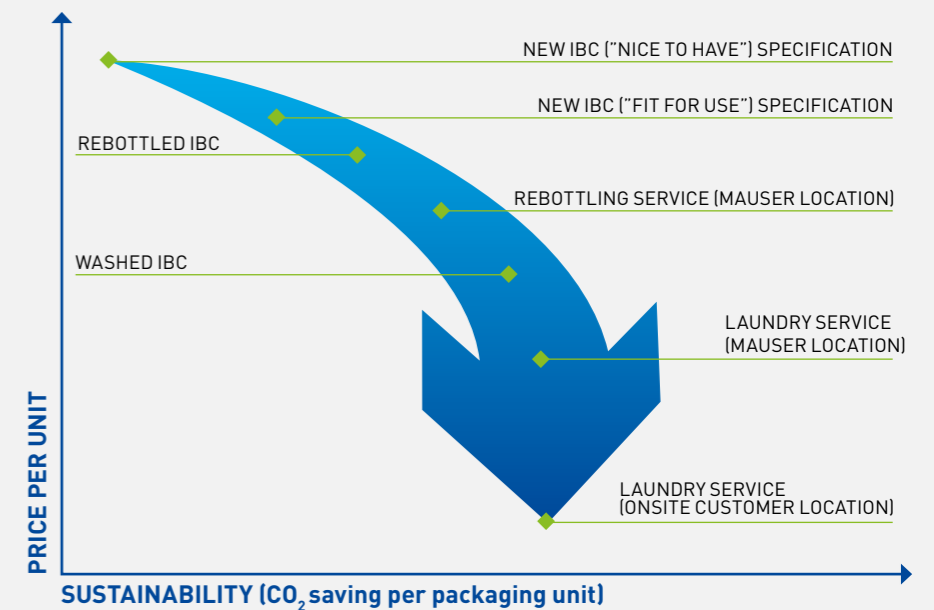 NEW IBC ("NICE TO HAVE") SPECIFICATION
NEW IBC ("FIT FOR USE") SPECIFICATION
REBOTTLED IBC
REBOTTLING SERVICE (MAUSER LOCATION)
WASHED IBC
LAUNDRY SERVICE
(MAUSER LOCATION)
LAUNDRY SERVICE
(ONSITE CUSTOMER LOCATION)
PRICE PER UNIT
SUSTAINABILITY (CO₂ saving per packaging unit)